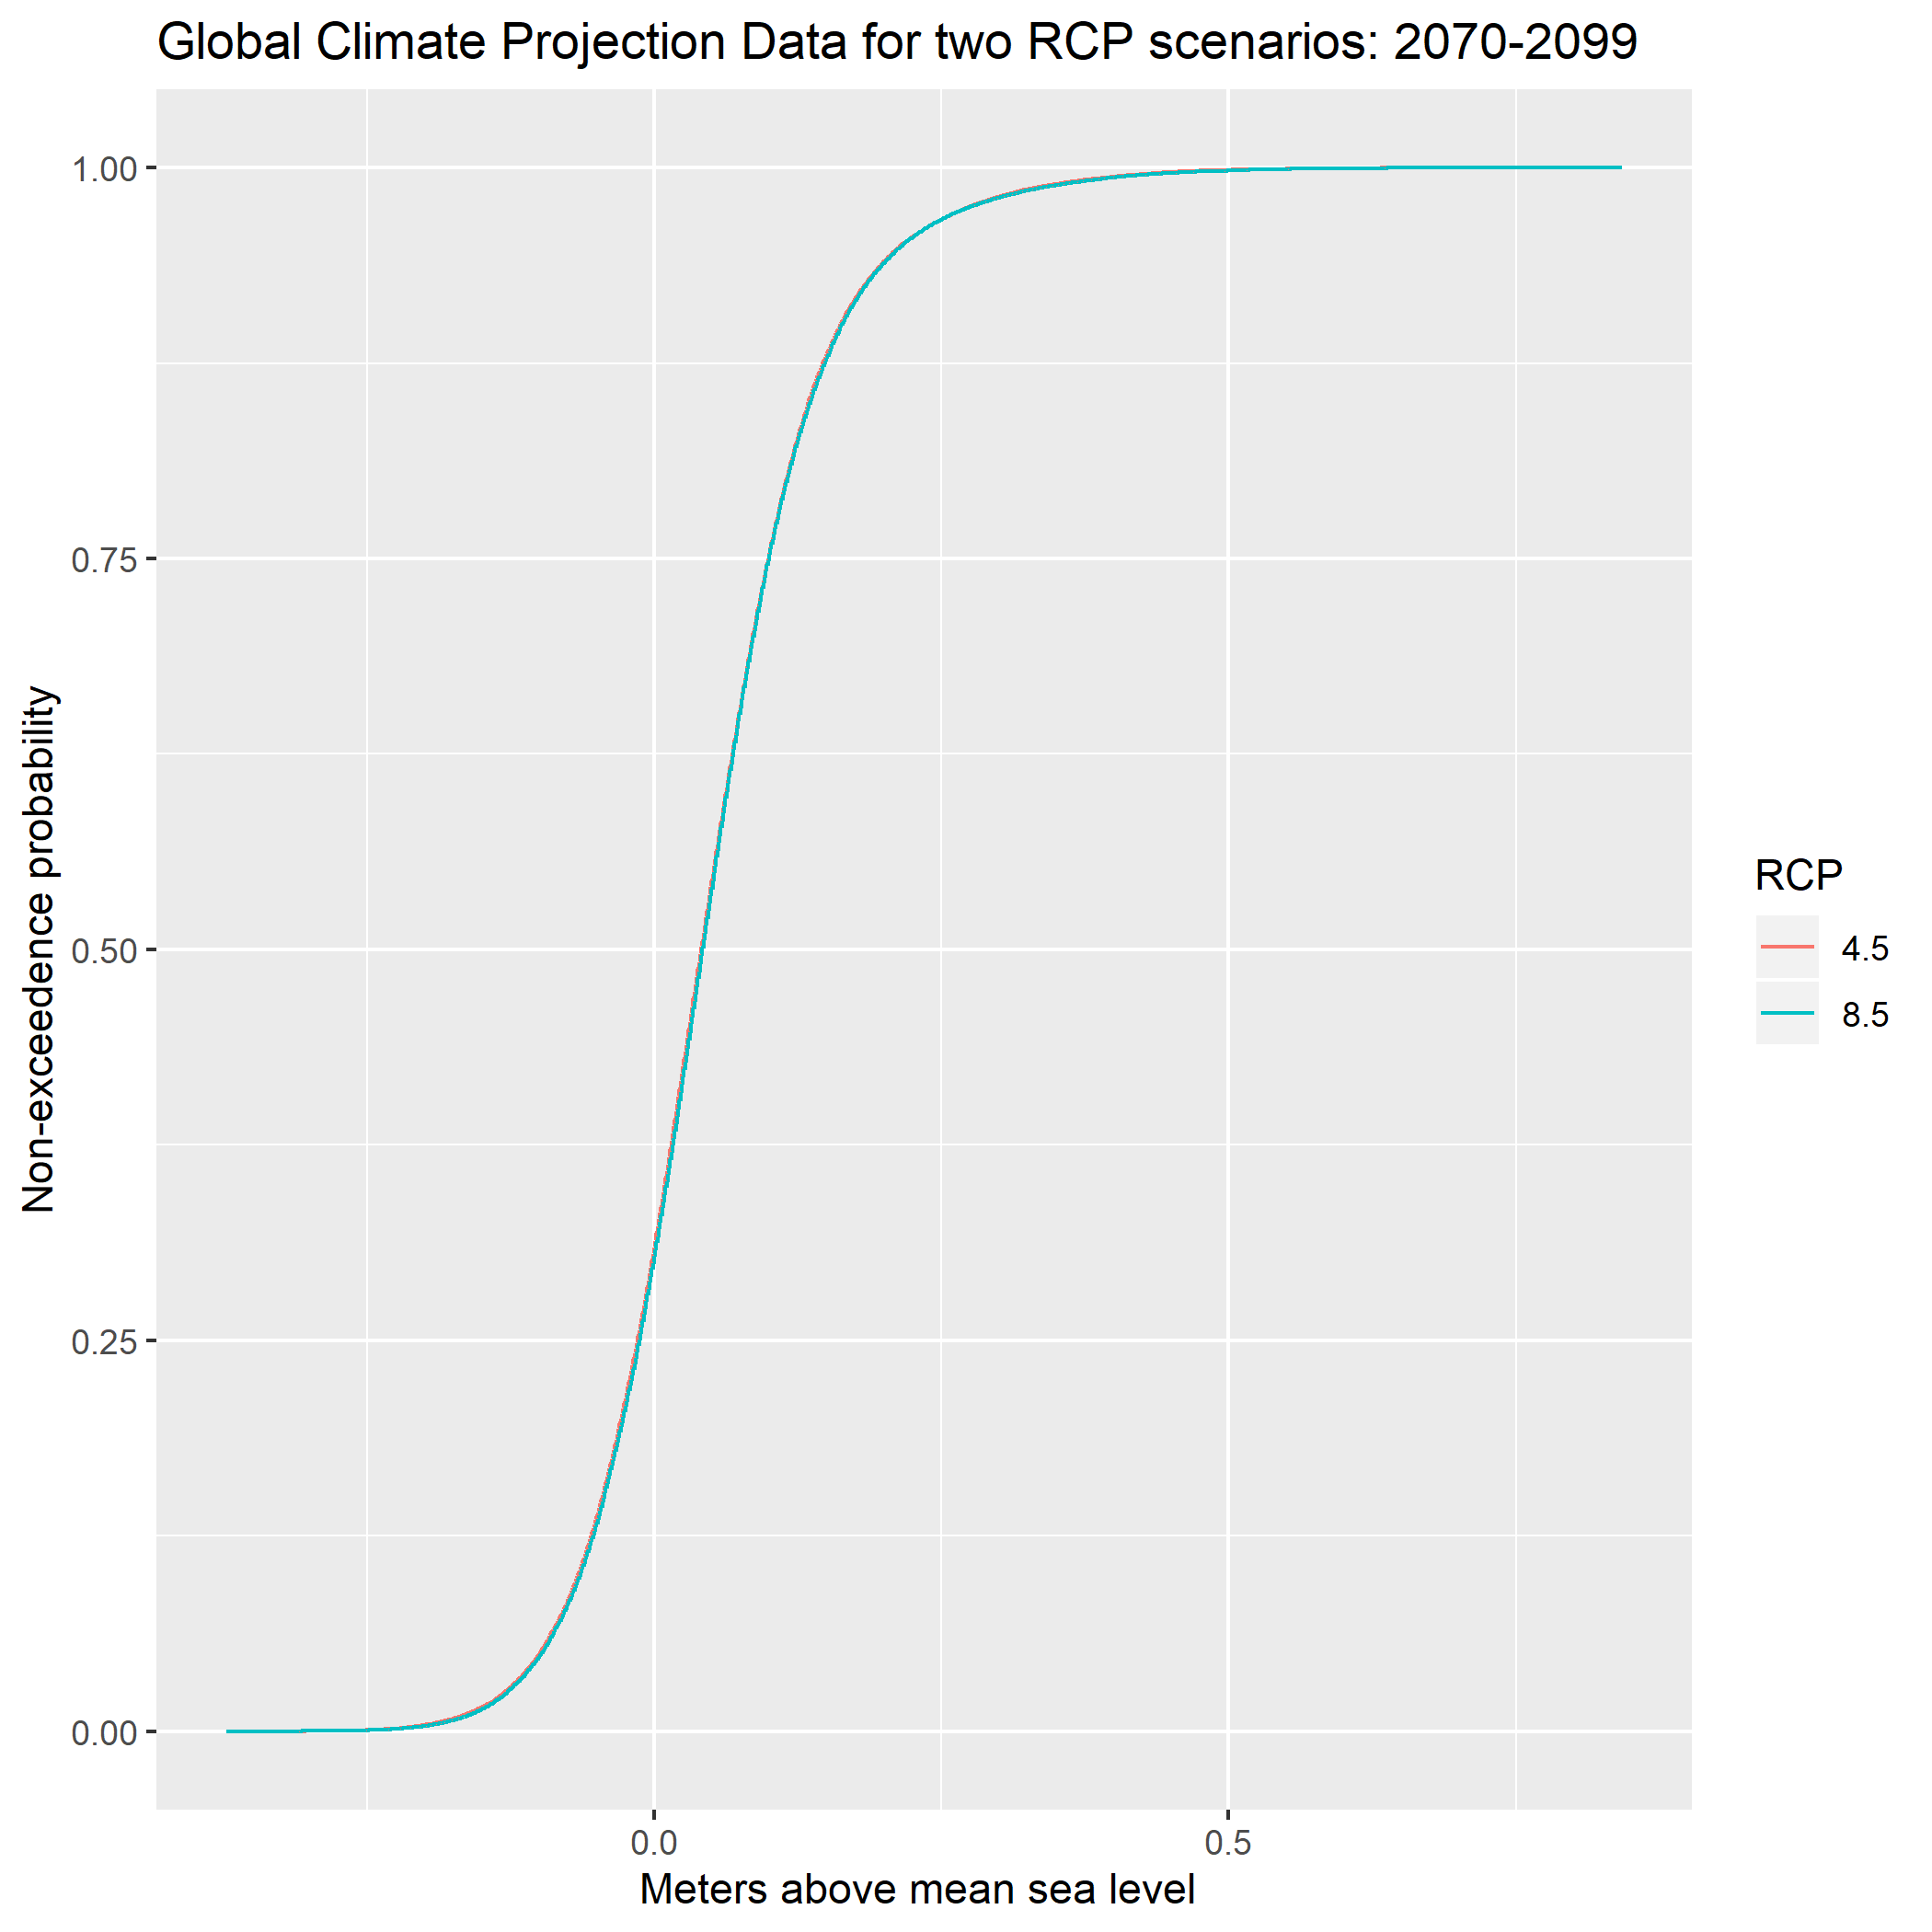 Global Climate Projection Data for two RCP scenarios: 2070-2099
1.00
0.75
0.50
0.25
0.00
Non-exceedence probability
0.0
0.5
Meters above mean sea level
RCP
4.5
8.5